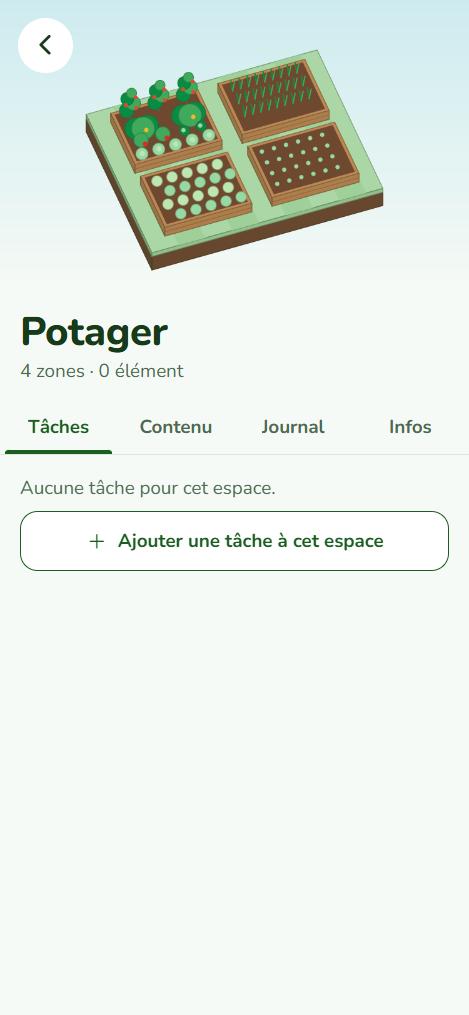 Potager
4 zones · 0 élément
Tâches Contenu Journal Infos
Aucune tâche pour cet espace.
+ Ajouter une tâche à cet espace